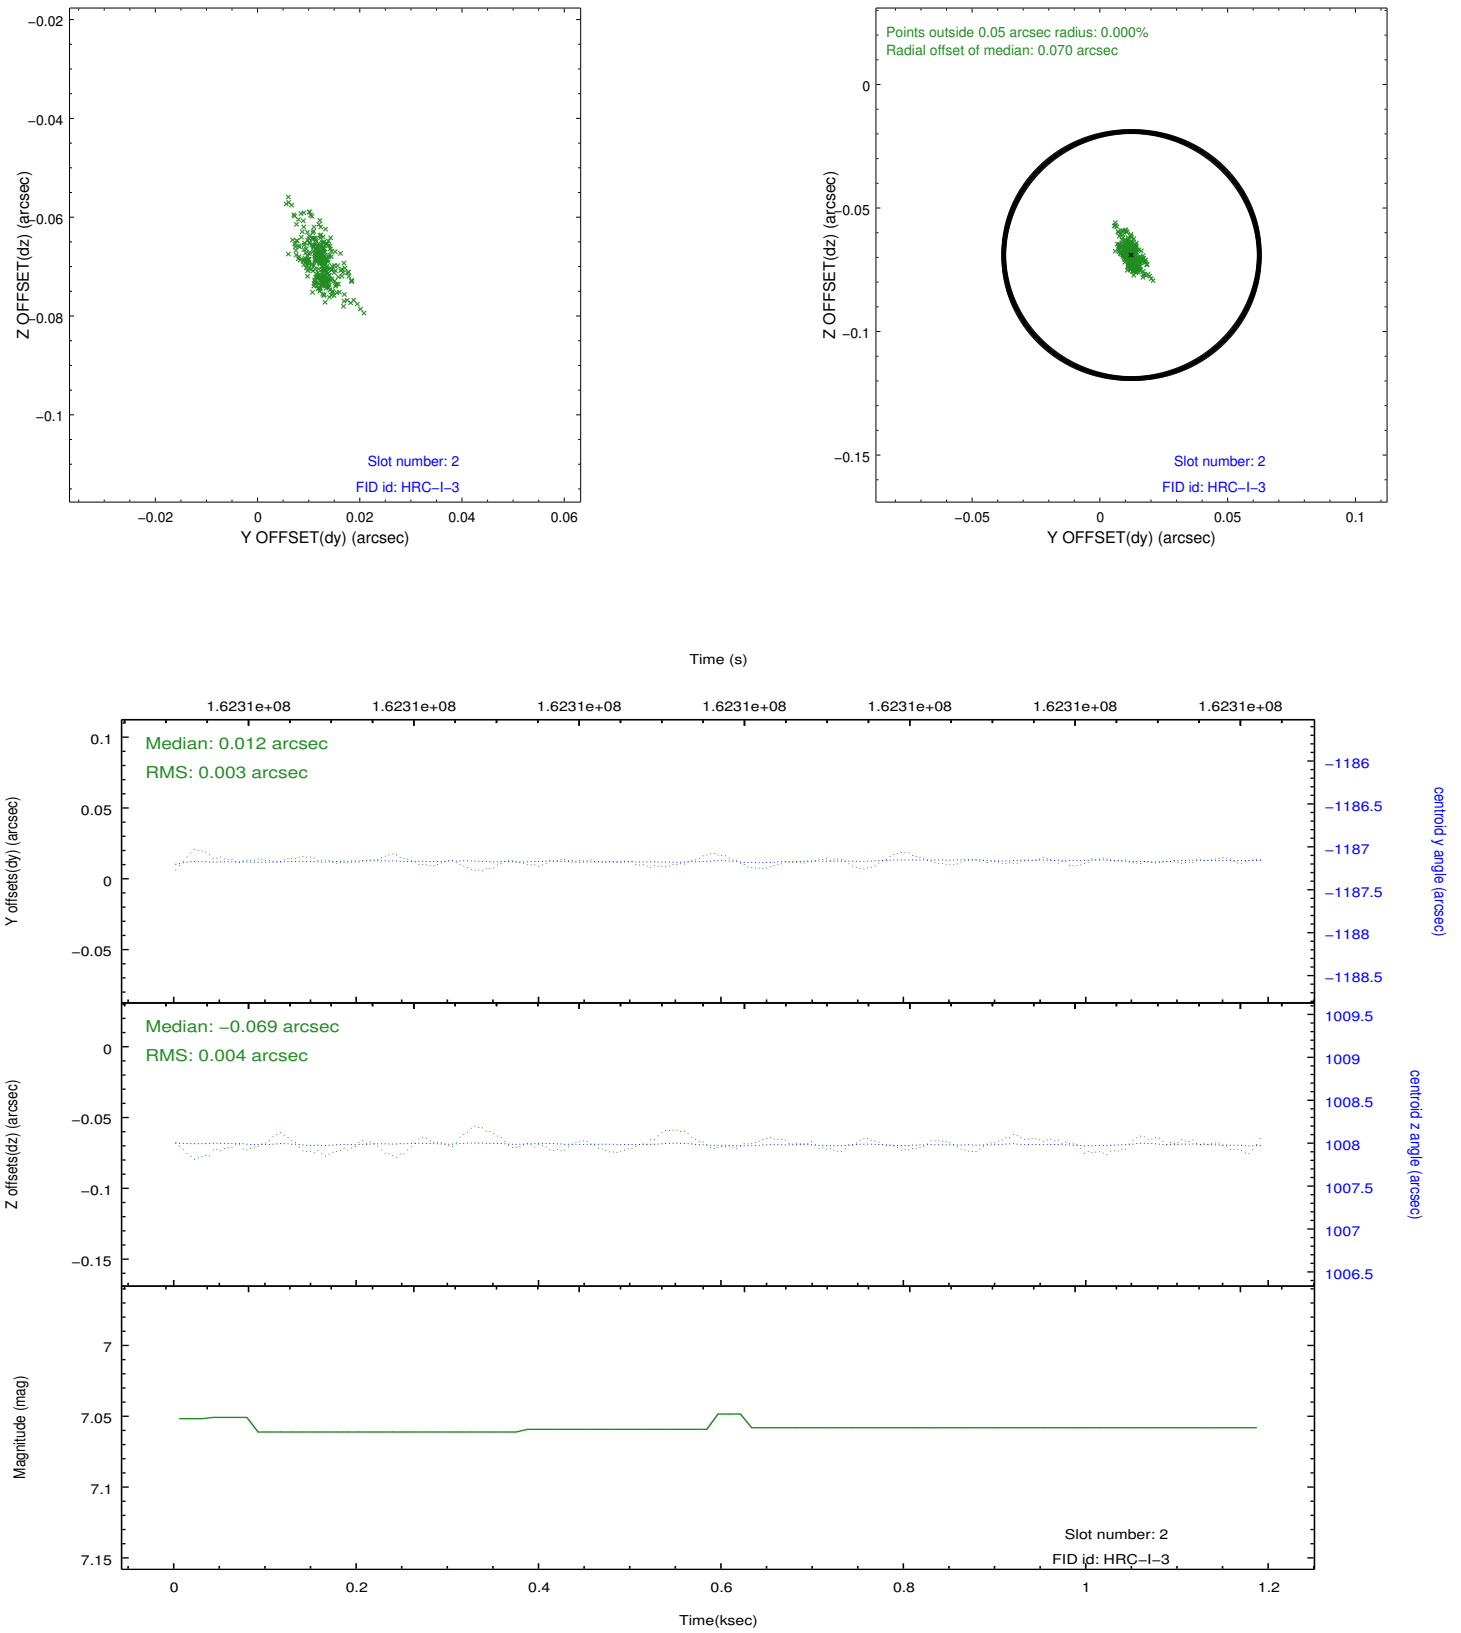 −0.02
−0.04
−0.06
−0.08
−0.1
Z OFFSET(dz) (arcsec)
Slot number: 2
FID id: HRC−I−3
−0.02 0 0.02 0.04 0.06
Y OFFSET(dy) (arcsec)
Points outside 0.05 arcsec radius: 0.000%
Radial offset of median: 0.070 arcsec
0
−0.05
−0.1
−0.15
Z OFFSET(dz) (arcsec)
Slot number: 2
FID id: HRC−I−3
−0.05 0 0.05 0.1
Y OFFSET(dy) (arcsec)
Time (s)
1.6231e+08 1.6231e+08 1.6231e+08 1.6231e+08 1.6231e+08 1.6231e+08 1.6231e+08
Median: 0.012 arcsec
RMS: 0.003 arcsec
0.1
0.05
0
−0.05
Y offsets(dy) (arcsec)
−1186
−1186.5
−1187
−1187.5
−1188
−1188.5
centroid y angle (arcsec)
Median: −0.069 arcsec
RMS: 0.004 arcsec
0
−0.05
−0.1
−0.15
Z offsets(dz) (arcsec)
1009.5
1009
1008.5
1008
1007.5
1007
1006.5
centroid z angle (arcsec)
7
7.05
7.1
7.15
Magnitude (mag)
Slot number: 2
FID id: HRC−I−3
0 0.2 0.4 0.6 0.8 1 1.2
Time(ksec)